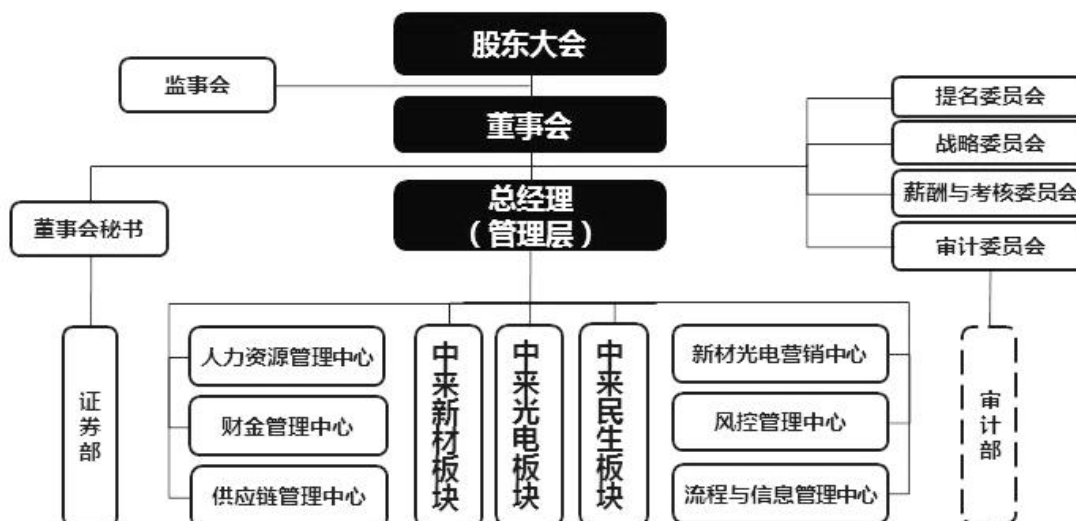 股东大会
监事会
董事会
提名委员会
战略委员会
总经理
（管理层）
薪酬与考核委员会
董事会秘书
审计委员会
证券部
人力资源管理中心
财金管理中心
供应链管理中心
中来新材板块
中来光电板块
中来民生板块
新材光电营销中心
风控管理中心
流程与信息管理中心
审计部